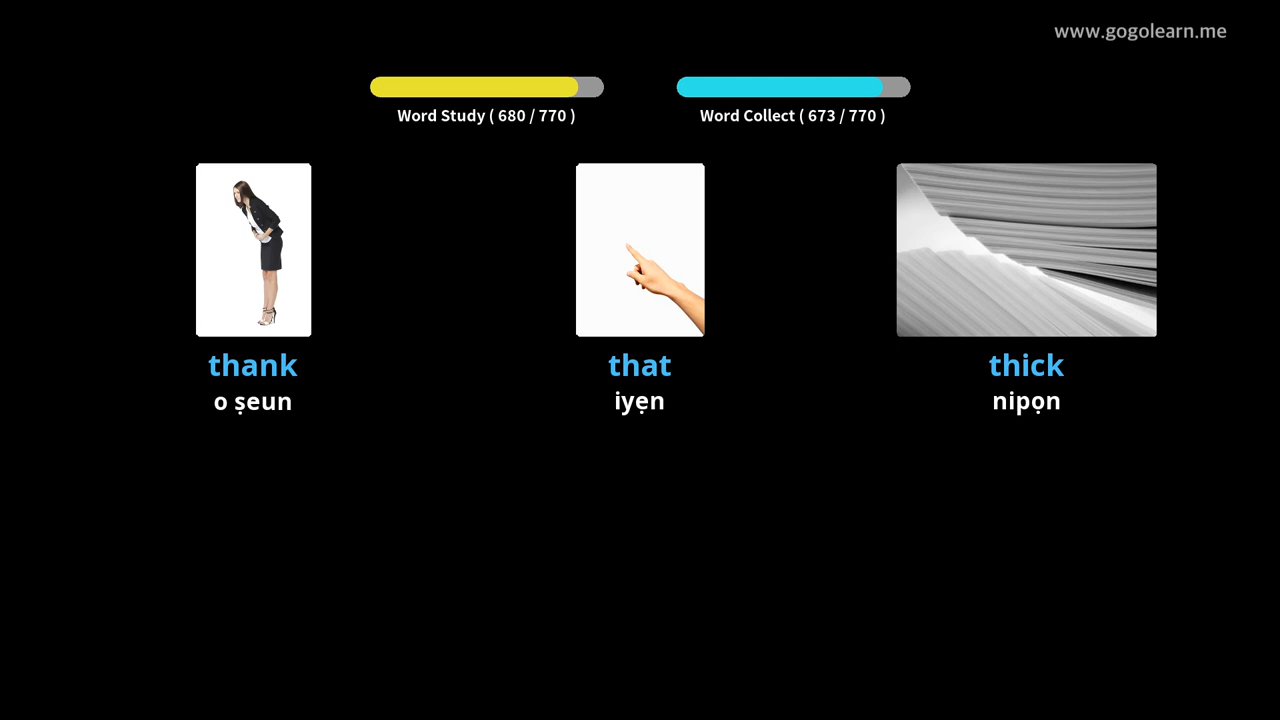 www.gogolearn.me
Word Study ( 680 / 770 )
Word Collect ( 673 / 770 )
thank
o ṣeun
that
iyẹn
thick
nipọn